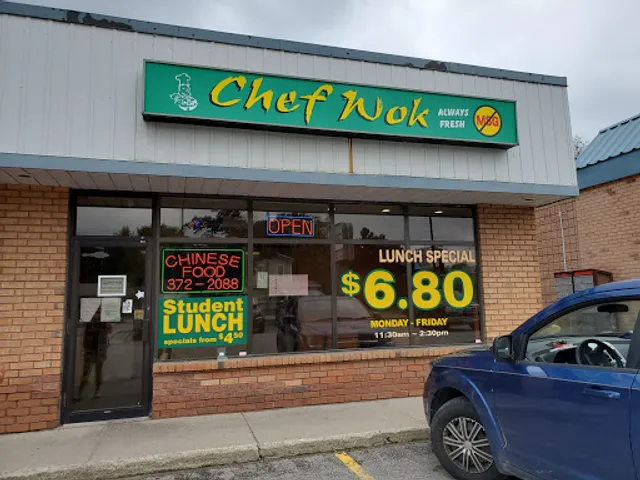 Chef Wok
ALWAYS
FRESH
MSG
OPEN
CHINESE
FOOD
372-2088
Student
LUNCH
specials from $4.50
LUNCH SPECIAL
$6.80
MONDAY - FRIDAY
11:30am ~ 2:30pm